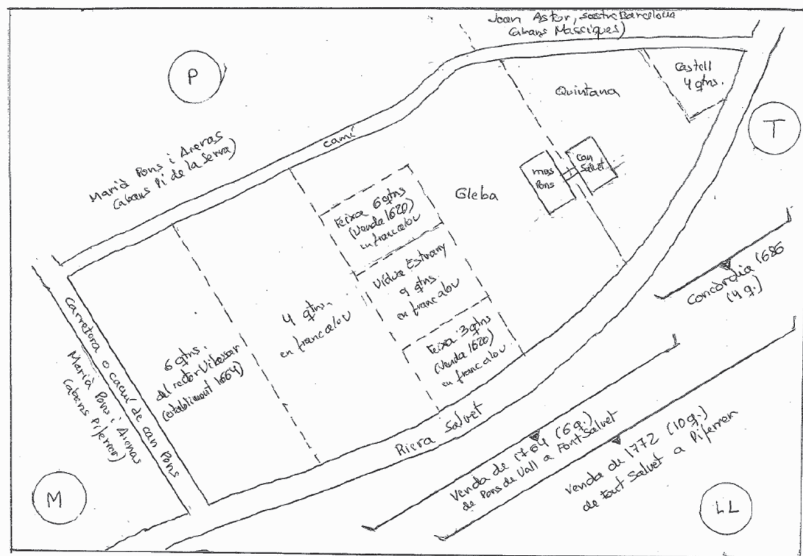 Joan Astor, sastre Barcelona
(abans Massiques)
P
Castell
4 qtns.
Quintana
T
camí
Marià Pons i Arenas
(abans Pi de la Serra)
mas
Pons
can
Salvet
Gleba
Feixa 6 qtns
(Venda 1620)
en franc alou
Vídua Estrany
9 qtns.
en franc alou
Feixa 3 qtns
(Venda 1620)
en franc alou
4 qtns.
en franc alou
6 qtns.
del rector Vilassar
(establiment 1664)
Carretera o camí de can Pons
Marià Pons i Arenas
(abans Piferrer)
Riera Salvet
Concòrdia 1686
(4 q.)
Venda de 1764 (6 q.)
de Pons de Vall a Font Salvet
Venda de 1772 (10 q.)
de Font Salvet a Piferrer
M
LL